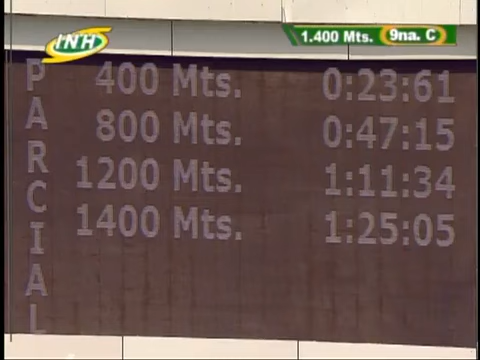 INH
1.400 Mts. 9na. C
PARCIAL
400 Mts. 0:23:61
800 Mts. 0:47:15
1200 Mts. 1:11:34
1400 Mts. 1:25:05